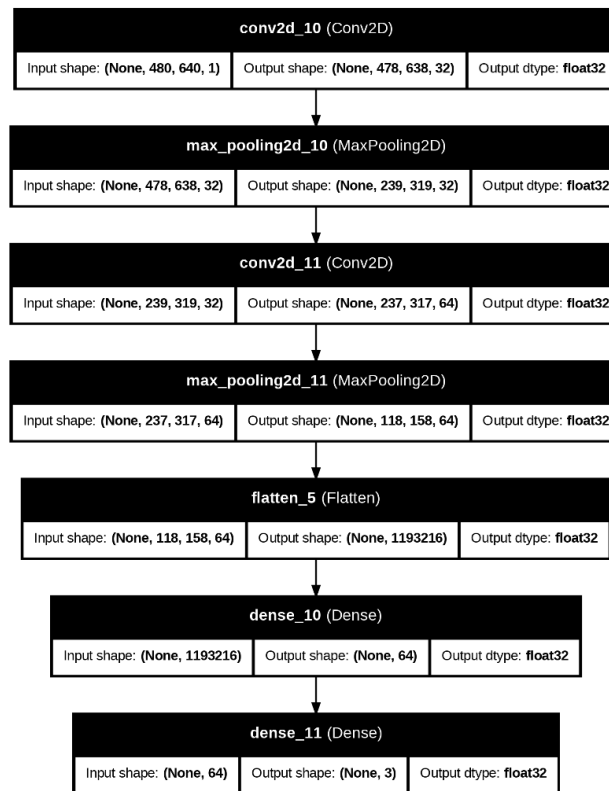 conv2d_10 (Conv2D)
Input shape: (None, 480, 640, 1) Output shape: (None, 478, 638, 32) Output dtype: float32
max_pooling2d_10 (MaxPooling2D)
Input shape: (None, 478, 638, 32) Output shape: (None, 239, 319, 32) Output dtype: float32
conv2d_11 (Conv2D)
Input shape: (None, 239, 319, 32) Output shape: (None, 237, 317, 64) Output dtype: float32
max_pooling2d_11 (MaxPooling2D)
Input shape: (None, 237, 317, 64) Output shape: (None, 118, 158, 64) Output dtype: float32
flatten_5 (Flatten)
Input shape: (None, 118, 158, 64) Output shape: (None, 1193216) Output dtype: float32
dense_10 (Dense)
Input shape: (None, 1193216) Output shape: (None, 64) Output dtype: float32
dense_11 (Dense)
Input shape: (None, 64) Output shape: (None, 3) Output dtype: float32